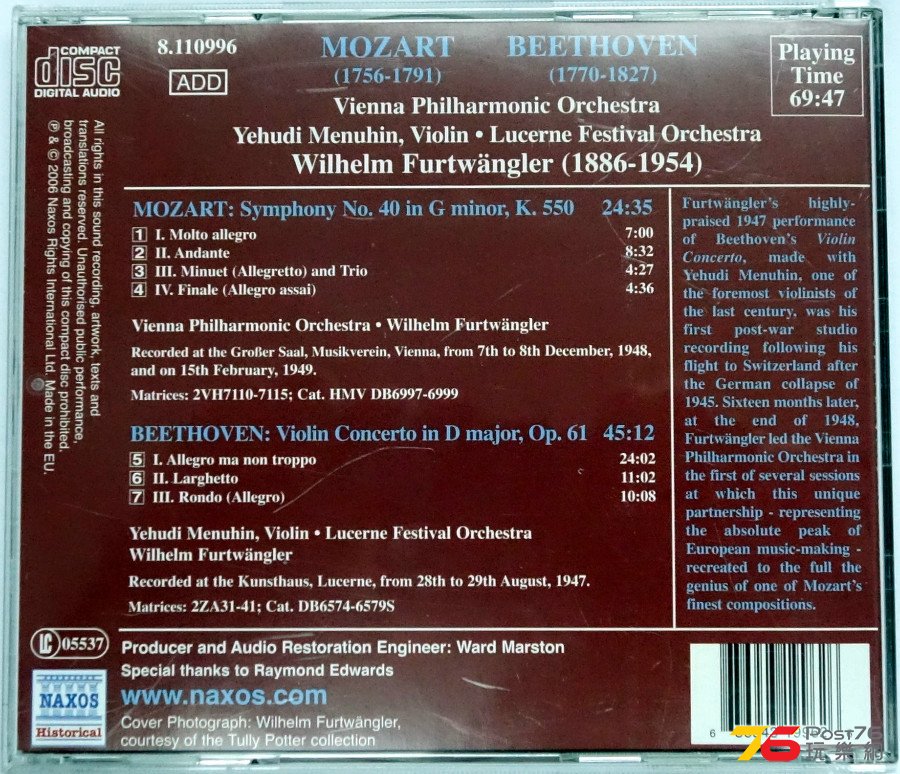 COMPACT
disc
DIGITAL AUDIO
8.110996
ADD
MOZART
(1756-1791)
BEETHOVEN
(1770-1827)
Playing
Time
69:47
Vienna Philharmonic Orchestra
Yehudi Menuhin, Violin • Lucerne Festival Orchestra
Wilhelm Furtwängler (1886-1954)
All rights in this sound recording, artwork, texts and
translations reserved. Unauthorised public performance,
broadcasting and copying of this compact disc prohibited.
℗ & © 2006 Naxos Rights International Ltd. Made in the EU.
MOZART: Symphony No. 40 in G minor, K. 550 24:35
1 I. Molto allegro 7:00
2 II. Andante 8:32
3 III. Minuet (Allegretto) and Trio 4:27
4 IV. Finale (Allegro assai) 4:36
Vienna Philharmonic Orchestra • Wilhelm Furtwängler
Recorded at the Großer Saal, Musikverein, Vienna, from 7th to 8th December, 1948,
and on 15th February, 1949.
Matrices: 2VH7110-7115; Cat. HMV DB6997-6999
BEETHOVEN: Violin Concerto in D major, Op. 61 45:12
5 I. Allegro ma non troppo 24:02
6 II. Larghetto 11:02
7 III. Rondo (Allegro) 10:08
Yehudi Menuhin, Violin • Lucerne Festival Orchestra
Wilhelm Furtwängler
Recorded at the Kunsthaus, Lucerne, from 28th to 29th August, 1947.
Matrices: 2ZA31-41; Cat. DB6574-6579S
Furtwängler's highly-
praised 1947 performance
of Beethoven's Violin
Concerto, made with
Yehudi Menuhin, one of
the foremost violinists of
the last century, was his
first post-war studio
recording following his
flight to Switzerland after
the German collapse of
1945. Sixteen months later,
at the end of 1948,
Furtwängler led the Vienna
Philharmonic Orchestra in
the first of several sessions
at which this unique
partnership - representing
the absolute peak of
European music-making -
recreated to the full the
genius of one of Mozart's
finest compositions.
LC 05537
NAXOS
Historical
Producer and Audio Restoration Engineer: Ward Marston
Special thanks to Raymond Edwards
www.naxos.com
Cover Photograph: Wilhelm Furtwängler,
courtesy of the Tully Potter collection
6
76 Post76
玩樂網